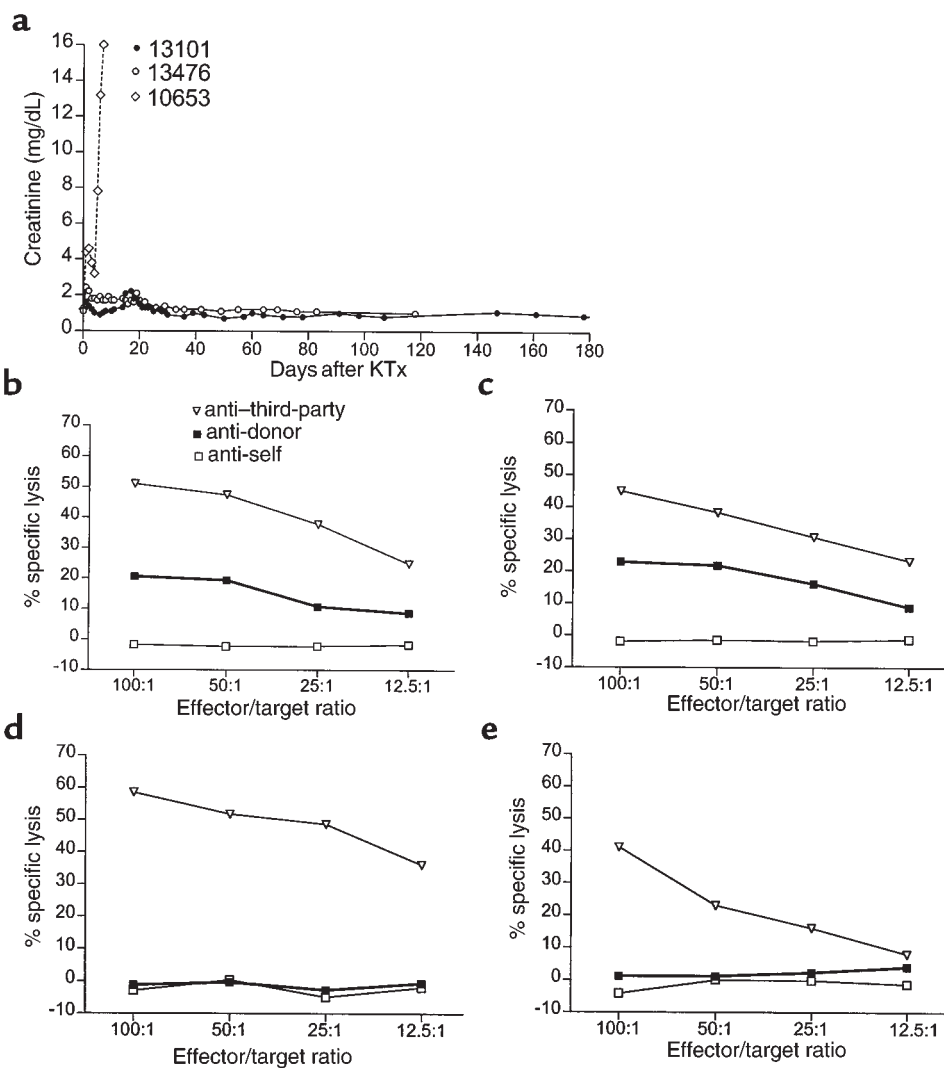 a
Creatinine (mg/dL)
16
14
12
10
8
6
4
2
0
13101
13476
10653
0 20 40 60 80 100 120 140 160 180
Days after KTx
b
% specific lysis
70
60
50
40
30
20
10
0
-10
anti–third-party
anti-donor
anti-self
100:1 50:1 25:1 12.5:1
Effector/target ratio
c
% specific lysis
70
60
50
40
30
20
10
0
-10
100:1 50:1 25:1 12.5:1
Effector/target ratio
d
% specific lysis
70
60
50
40
30
20
10
0
-10
100:1 50:1 25:1 12.5:1
Effector/target ratio
e
% specific lysis
70
60
50
40
30
20
10
0
-10
100:1 50:1 25:1 12.5:1
Effector/target ratio